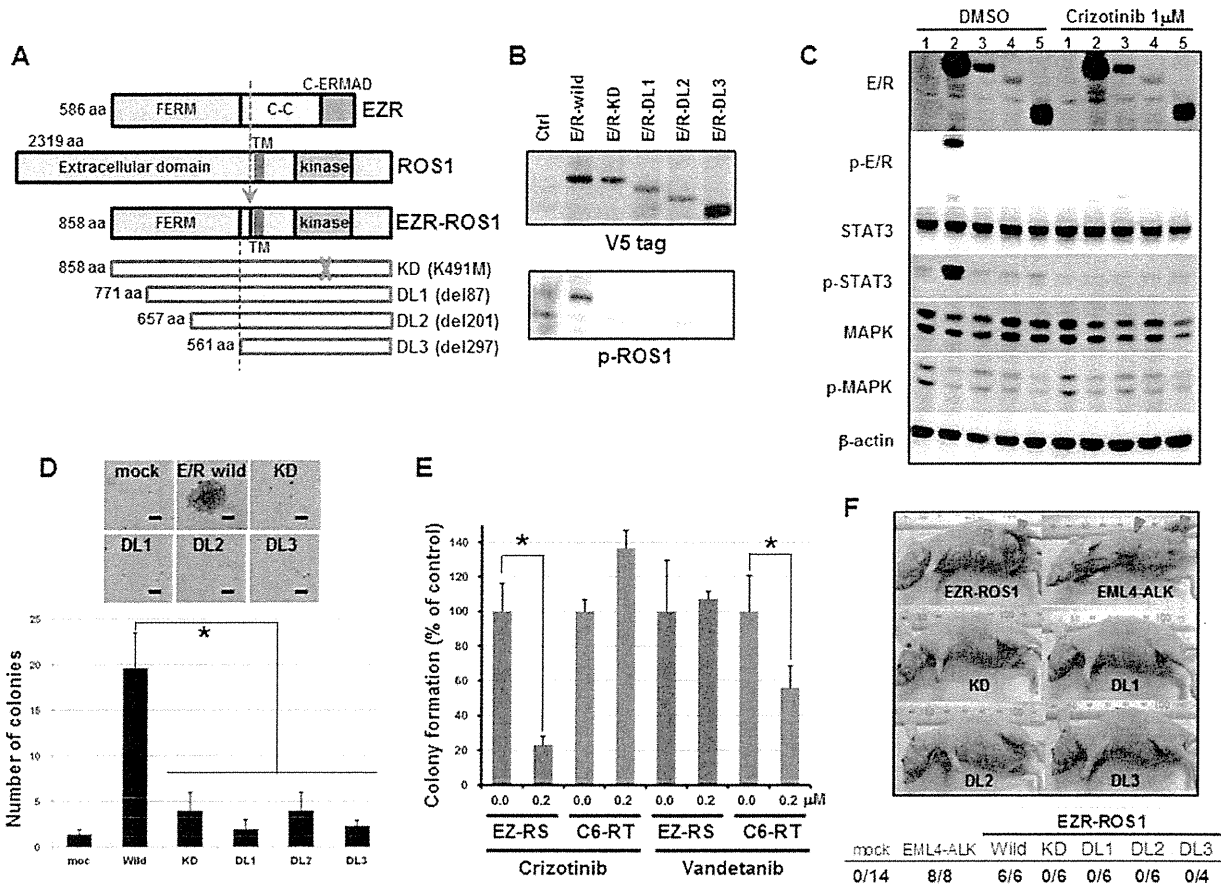 A
C-ERMAD
586 aa FERM C-C EZR
2319 aa TM
Extracellular domain kinase ROS1
858 aa FERM kinase EZR-ROS1
TM
858 aa KD (K491M)
771 aa DL1 (del87)
657 aa DL2 (del201)
561 aa DL3 (del297)
B
Ctrl E/R-wild E/R-KD E/R-DL1 E/R-DL2 E/R-DL3
V5 tag
p-ROS1
C
DMSO Crizotinib 1μM
1 2 3 4 5 1 2 3 4 5
E/R
p-E/R
STAT3
p-STAT3
MAPK
p-MAPK
β-actin
D
mock E/R wild KD
DL1 DL2 DL3
Number of colonies
25
20
15
10
5
0
*
moc Wild KD DL1 DL2 DL3
E
Colony formation (% of control)
140
120
100
80
60
40
20
0
* *
0.0 0.2 0.0 0.2 0.0 0.2 0.0 0.2 μM
EZ-RS C6-RT EZ-RS C6-RT
Crizotinib Vandetanib
F
EZR-ROS1 EML4-ALK
KD DL1
DL2 DL3
EZR-ROS1
mock EML4-ALK Wild KD DL1 DL2 DL3
0/14 8/8 6/6 0/6 0/6 0/6 0/4